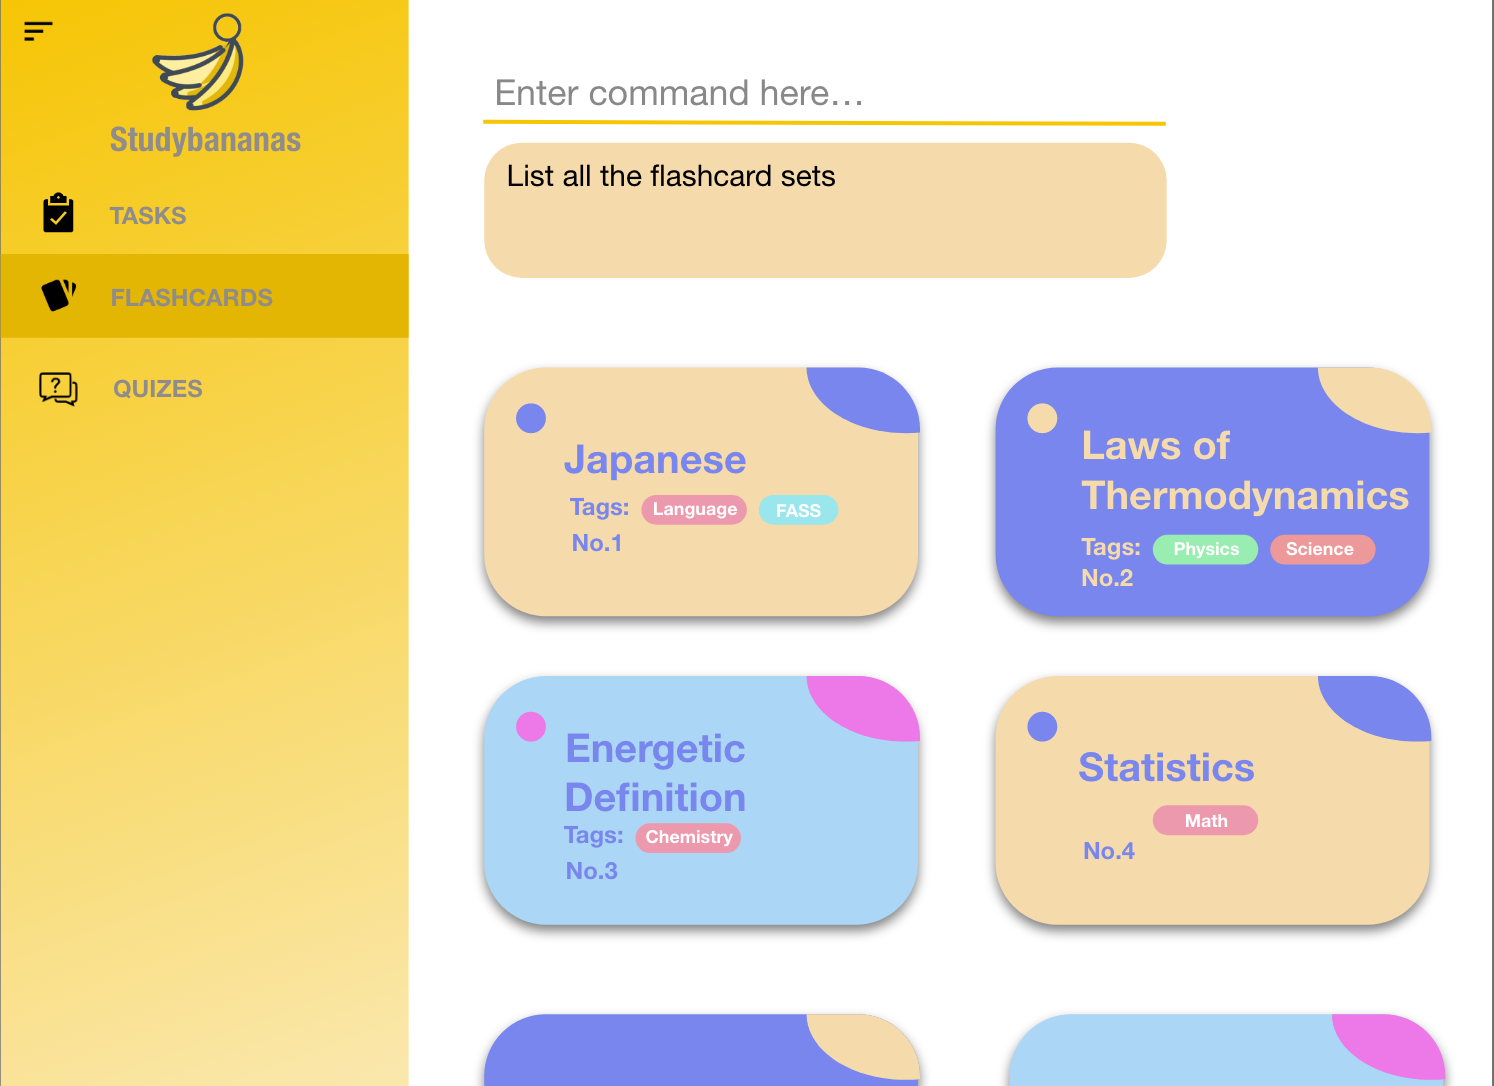 Studybananas
TASKS
FLASHCARDS
QUIZES
Enter command here...
List all the flashcard sets
Japanese
Tags: Language FASS
No.1
Laws of
Thermodynamics
Tags: Physics Science
No.2
Energetic
Definition
Tags: Chemistry
No.3
Statistics
Math
No.4